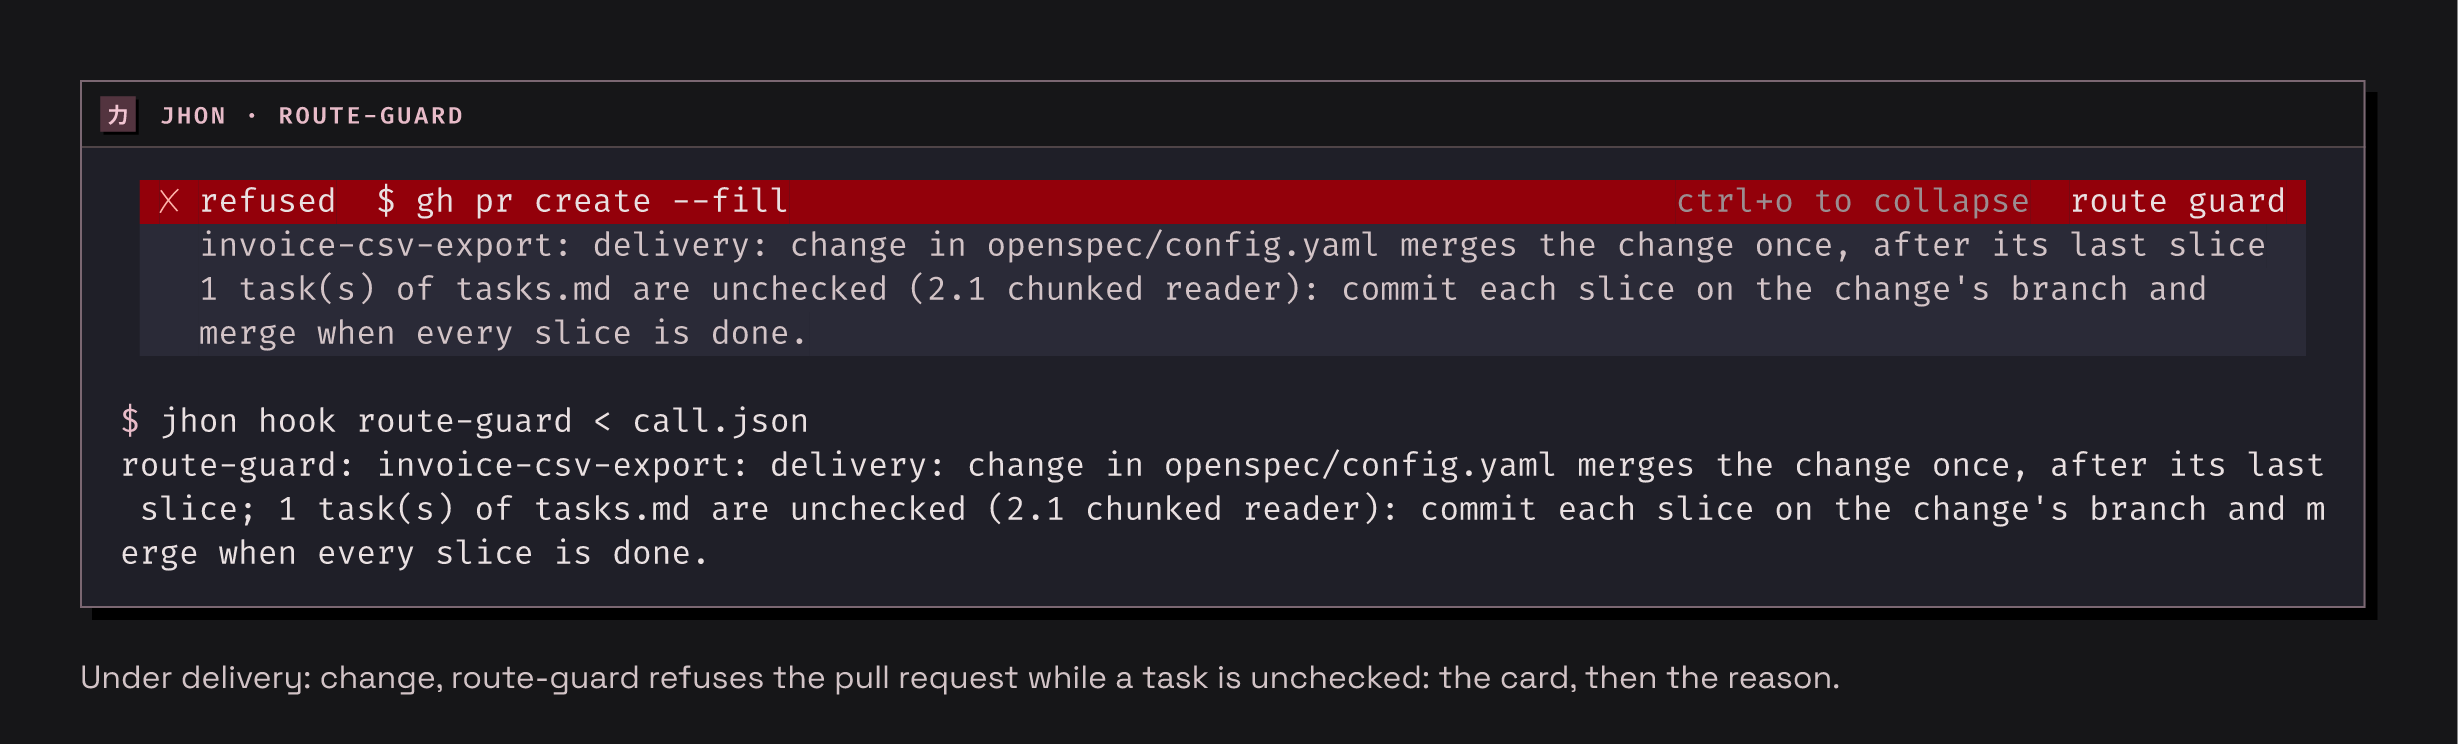 力 JHON · ROUTE-GUARD
X refused $ gh pr create --fill ctrl+o to collapse route guard
invoice-csv-export: delivery: change in openspec/config.yaml merges the change once, after its last slice
1 task(s) of tasks.md are unchecked (2.1 chunked reader): commit each slice on the change's branch and
merge when every slice is done.
$ jhon hook route-guard < call.json
route-guard: invoice-csv-export: delivery: change in openspec/config.yaml merges the change once, after its last
slice; 1 task(s) of tasks.md are unchecked (2.1 chunked reader): commit each slice on the change's branch and m
erge when every slice is done.
Under delivery: change, route-guard refuses the pull request while a task is unchecked: the card, then the reason.